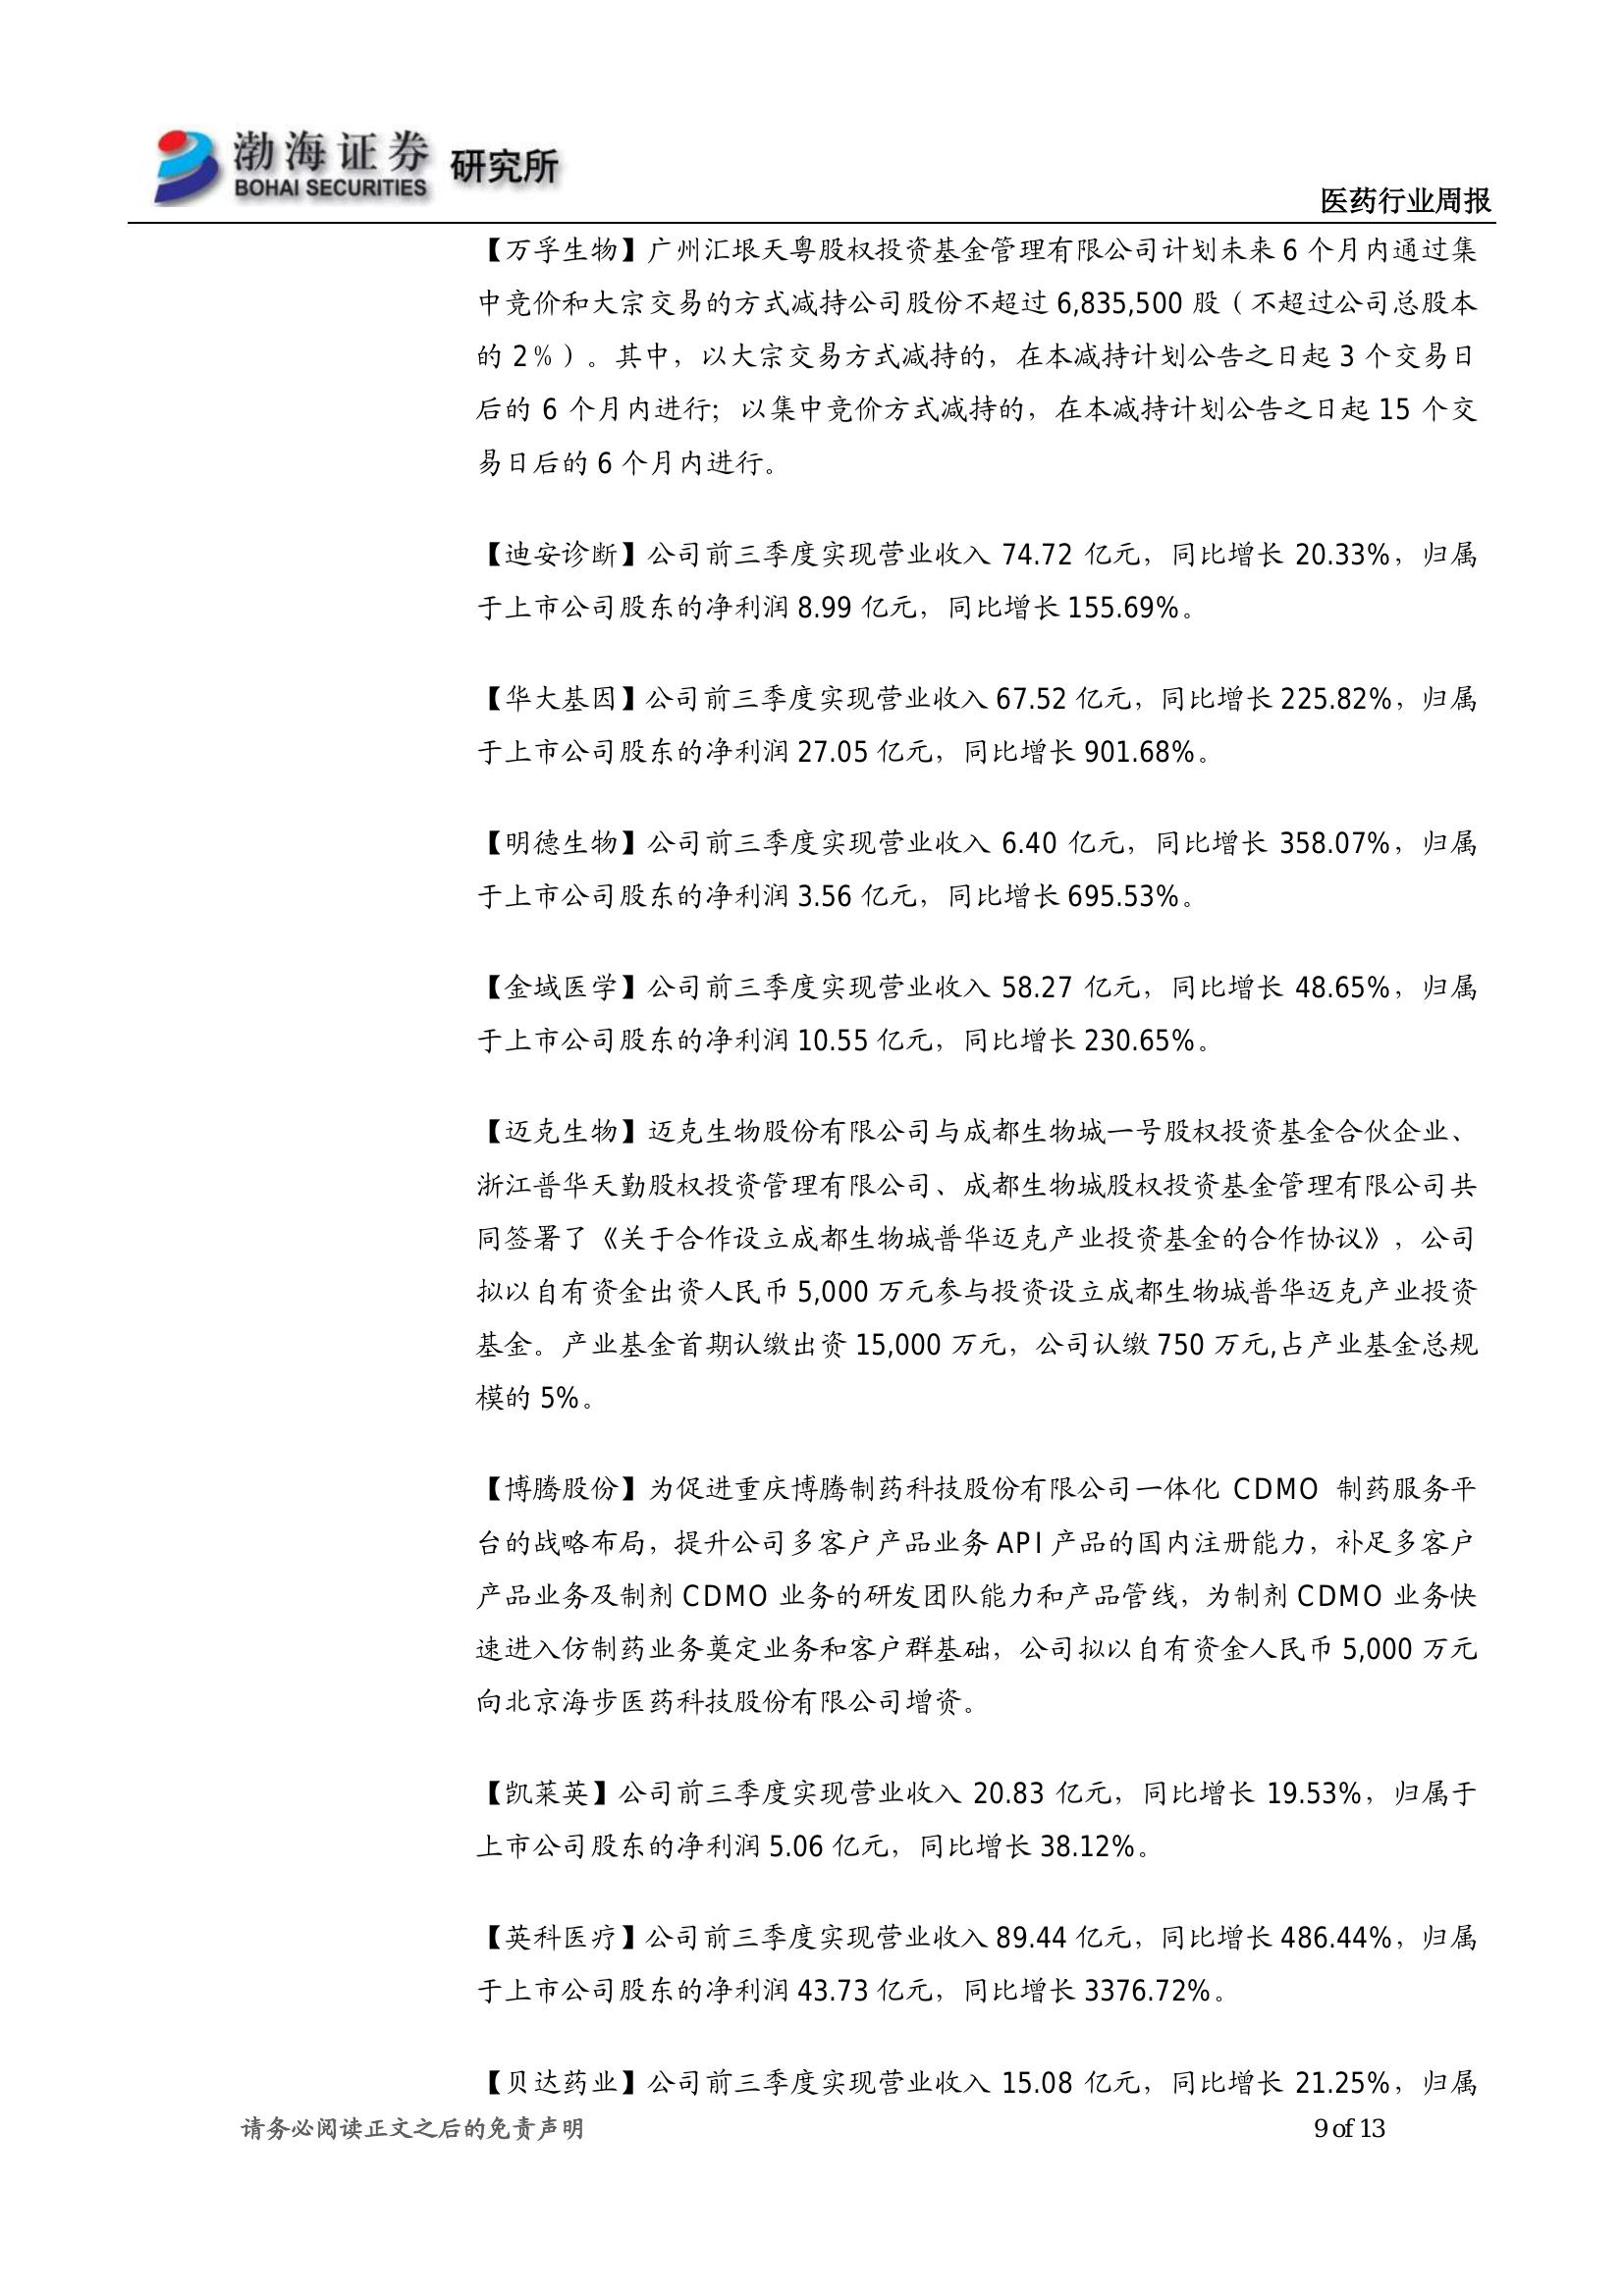 渤海证券 研究所
BOHAI SECURITIES
医药行业周报
【万孚生物】广州汇垠天粤股权投资基金管理有限公司计划未来 6 个月内通过集
中竞价和大宗交易的方式减持公司股份不超过 6,835,500 股（不超过公司总股本
的 2%）。其中，以大宗交易方式减持的，在本减持计划公告之日起 3 个交易日
后的 6 个月内进行；以集中竞价方式减持的，在本减持计划公告之日起 15 个交
易日后的 6 个月内进行。
【迪安诊断】公司前三季度实现营业收入 74.72 亿元，同比增长 20.33%，归属
于上市公司股东的净利润 8.99 亿元，同比增长 155.69%。
【华大基因】公司前三季度实现营业收入 67.52 亿元，同比增长 225.82%，归属
于上市公司股东的净利润 27.05 亿元，同比增长 901.68%。
【明德生物】公司前三季度实现营业收入 6.40 亿元，同比增长 358.07%，归属
于上市公司股东的净利润 3.56 亿元，同比增长 695.53%。
【金域医学】公司前三季度实现营业收入 58.27 亿元，同比增长 48.65%，归属
于上市公司股东的净利润 10.55 亿元，同比增长 230.65%。
【迈克生物】迈克生物股份有限公司与成都生物城一号股权投资基金合伙企业、
浙江普华天勤股权投资管理有限公司、成都生物城股权投资基金管理有限公司共
同签署了《关于合作设立成都生物城普华迈克产业投资基金的合作协议》，公司
拟以自有资金出资人民币 5,000 万元参与投资设立成都生物城普华迈克产业投资
基金。产业基金首期认缴出资 15,000 万元，公司认缴 750 万元,占产业基金总规
模的 5%。
【博腾股份】为促进重庆博腾制药科技股份有限公司一体化 CDMO 制药服务平
台的战略布局，提升公司多客户产品业务 API 产品的国内注册能力，补足多客户
产品业务及制剂 CDMO 业务的研发团队能力和产品管线，为制剂 CDMO 业务快
速进入仿制药业务奠定业务和客户群基础，公司拟以自有资金人民币 5,000 万元
向北京海步医药科技股份有限公司增资。
【凯莱英】公司前三季度实现营业收入 20.83 亿元，同比增长 19.53%，归属于
上市公司股东的净利润 5.06 亿元，同比增长 38.12%。
【英科医疗】公司前三季度实现营业收入 89.44 亿元，同比增长 486.44%，归属
于上市公司股东的净利润 43.73 亿元，同比增长 3376.72%。
【贝达药业】公司前三季度实现营业收入 15.08 亿元，同比增长 21.25%，归属
请务必阅读正文之后的免责声明
9 of 13